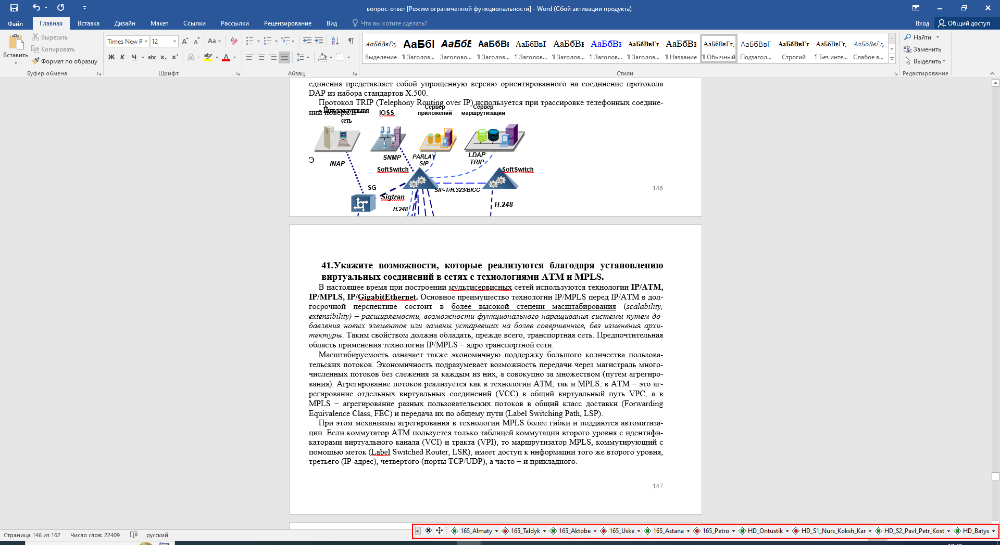 вопрос-ответ [Режим ограниченной функциональности] - Word (Сбой активации продукта)
Файл Главная Вставка Дизайн Макет Ссылки Рассылки Рецензирование Вид Что вы хотите сделать? Вход Общий доступ
Вставить
Вырезать
Копировать
Формат по образцу
Буфер обмена
Times New R 12
Ж К Ч abc x₂ x²
Шрифт
Абзац
АаБбВвГг, АаБбІ АаБбЕ АаБбВі АаБбВвГ АаБбВі АаБбВі АаБбВвГг АаБбВі АаБбВвГг, АаБбВвГ АаБбВвГг АаБбВвГг, АаБбВвГг,
Выделение ¶ Заголов... Заголово... ¶ Заголов... ¶ Заголов... ¶ Заголов... ¶ Заголов... ¶ Заголов... ¶ Название ¶ Обычный Подзагол... Строгий ¶ Без инте... Слабое в...
Стили
Найти
Заменить
Выделить
Редактирование
единения представляет собой упрощенную версию ориентированного на соединение протокола
DAP из набора стандартов X.500.
Протокол TRIP (Telephony Routing over IP) используется при трассировке телефонных соедине-
ний поверх IP
сеть
iOSS
Сервер
приложений
Сервер
маршрутизации
Э
INAP
SNMP
PARLAY
SIP
LDAP
TRIP
SoftSwitch
SoftSwitch
SG
Sigtran
SIP-T/H.323/BICC
H.248
H.248
146
41.Укажите возможности, которые реализуются благодаря установлению
виртуальных соединений в сетях с технологиями ATM и MPLS.
В настоящее время при построении мультисервисных сетей используются технологии IP/ATM,
IP/MPLS, IP/GigabitEthernet. Основное преимущество технологии IP/MPLS перед IP/ATM в дол-
госрочной перспективе состоит в более высокой степени масштабирования (scalability,
extensibility) – расширяемости, возможности функционального наращивания системы путем до-
бавления новых элементов или замены устаревших на более совершенные, без изменения архи-
тектуры. Таким свойством должна обладать, прежде всего, транспортная сеть. Предпочтительная
область применения технологии IP/MPLS – ядро транспортной сети.
Масштабируемость означает также экономичную поддержку большого количества пользова-
тельских потоков. Экономичность подразумевает возможность передачи через магистраль много-
численных потоков без слежения за каждым из них, а совокупно за множеством (путем агрегиро-
вания). Агрегирование потоков реализуется как в технологии ATM, так и MPLS: в ATM – это аг-
регирование отдельных виртуальных соединений (VCC) в общий виртуальный путь VPC, а в
MPLS – агрегирование разных пользовательских потоков в общий класс доставки (Forwarding
Equivalence Class, FEC) и передача их по общему пути (Label Switching Path, LSP).
При этом механизмы агрегирования в технологии MPLS более гибки и поддаются автоматиза-
ции. Если коммутатор ATM пользуется только таблицей коммутации второго уровня с идентифи-
каторами виртуального канала (VCI) и тракта (VPI), то маршрутизатор MPLS, коммутирующий с
помощью меток (Label Switched Router, LSR), имеет доступ к информации того же второго уровня,
третьего (IP-адрес), четвертого (порты TCP/UDP), а часто – и прикладного.
147
Страница 146 из 162 Число слов: 22409 русский
< 165_Almaty 165_Taldyk 165_Aktobe 165_Uske 165_Astana 165_Petro HD_Ontustik HD_S1_Nurs_Koksh_Kar HD_S2_Pavl_Petr_Kost HD_Batys